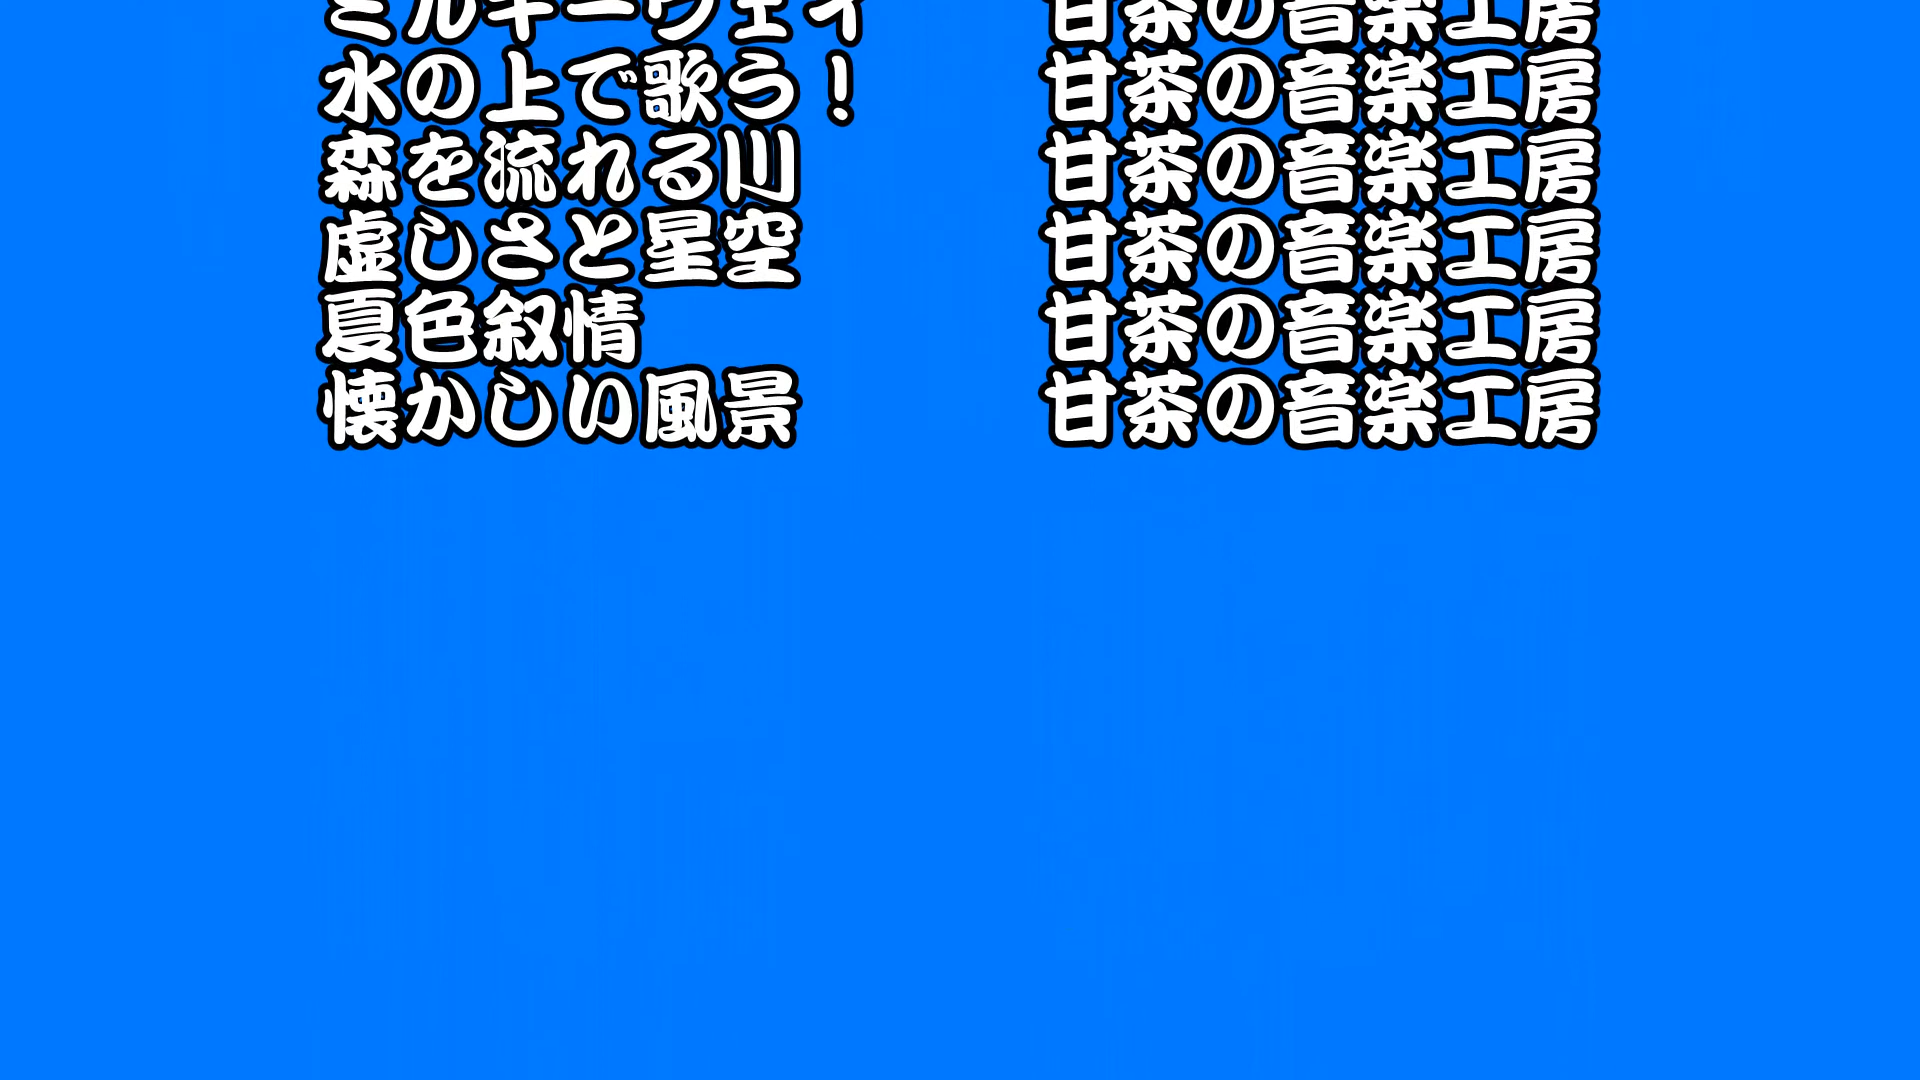 ミルキーウェイ 甘茶の音楽工房
水の上で歌う！ 甘茶の音楽工房
森を流れる川 甘茶の音楽工房
虚しさと星空 甘茶の音楽工房
夏色叙情 甘茶の音楽工房
懐かしい風景 甘茶の音楽工房